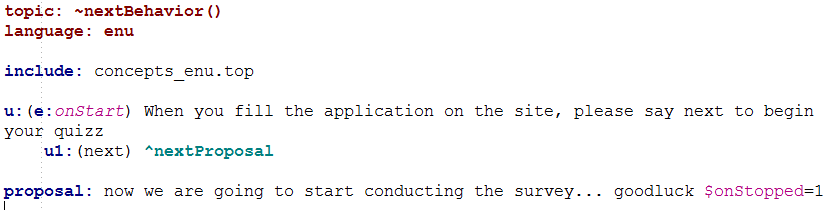 topic: ~nextBehavior()
language: enu
include: concepts_enu.top
u:(e:onStart) When you fill the application on the site, please say next to begin
your quizz
u1:(next) ^nextProposal
proposal: now we are going to start conducting the survey... goodluck $onStopped=1